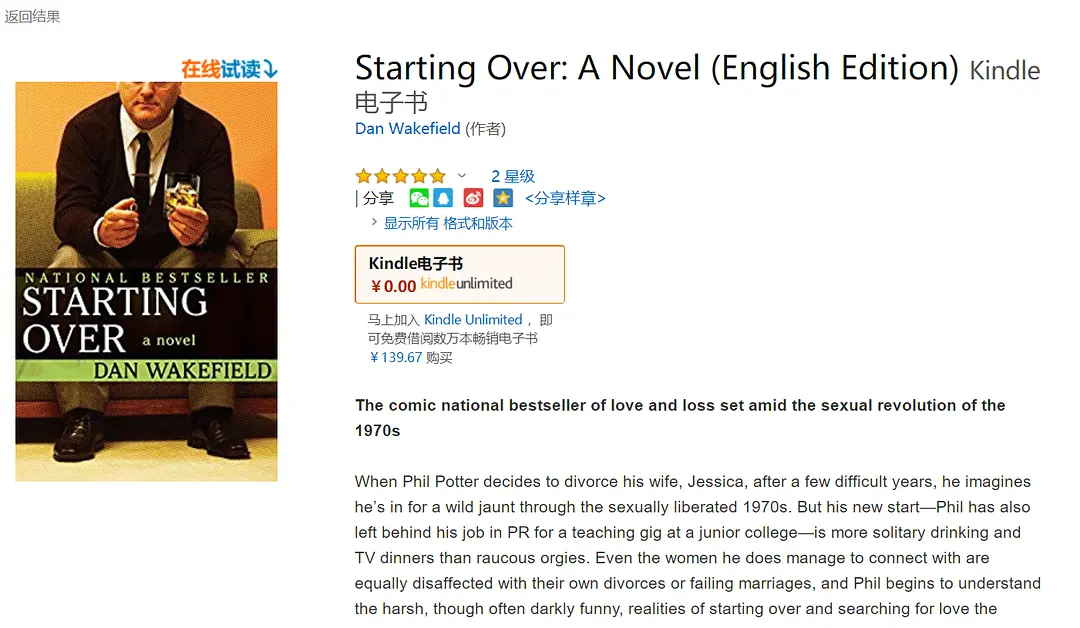 返回结果
在线试读
NATIONAL BESTSELLER
STARTING
OVER a novel
DAN WAKEFIELD
Starting Over: A Novel (English Edition) Kindle
电子书
Dan Wakefield (作者)
2 星级
| 分享 <分享样章>
显示所有 格式和版本
Kindle电子书
￥0.00 kindleunlimited
马上加入 Kindle Unlimited ，即
可免费借阅数万本畅销电子书
￥139.67 购买
The comic national bestseller of love and loss set amid the sexual revolution of the
1970s
When Phil Potter decides to divorce his wife, Jessica, after a few difficult years, he imagines
he’s in for a wild jaunt through the sexually liberated 1970s. But his new start—Phil has also
left behind his job in PR for a teaching gig at a junior college—is more solitary drinking and
TV dinners than raucous orgies. Even the women he does manage to connect with are
equally disaffected with their own divorces or failing marriages, and Phil begins to understand
the harsh, though often darkly funny, realities of starting over and searching for love the